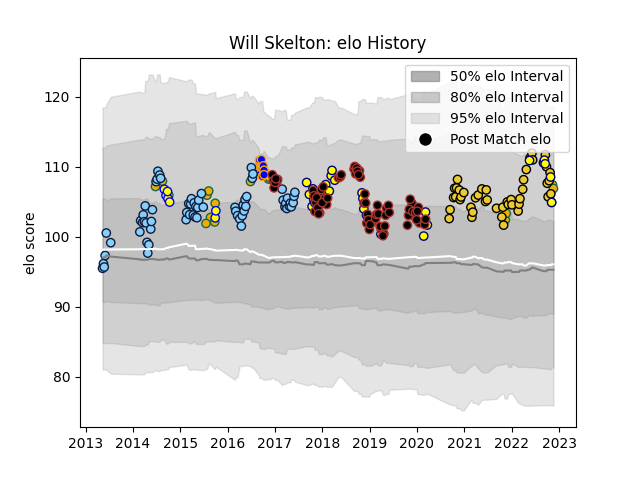 Will Skelton: elo History
50% elo Interval
80% elo Interval
95% elo Interval
Post Match elo
elo score
120
110
100
90
80
2013 2014 2015 2016 2017 2018 2019 2020 2021 2022 2023